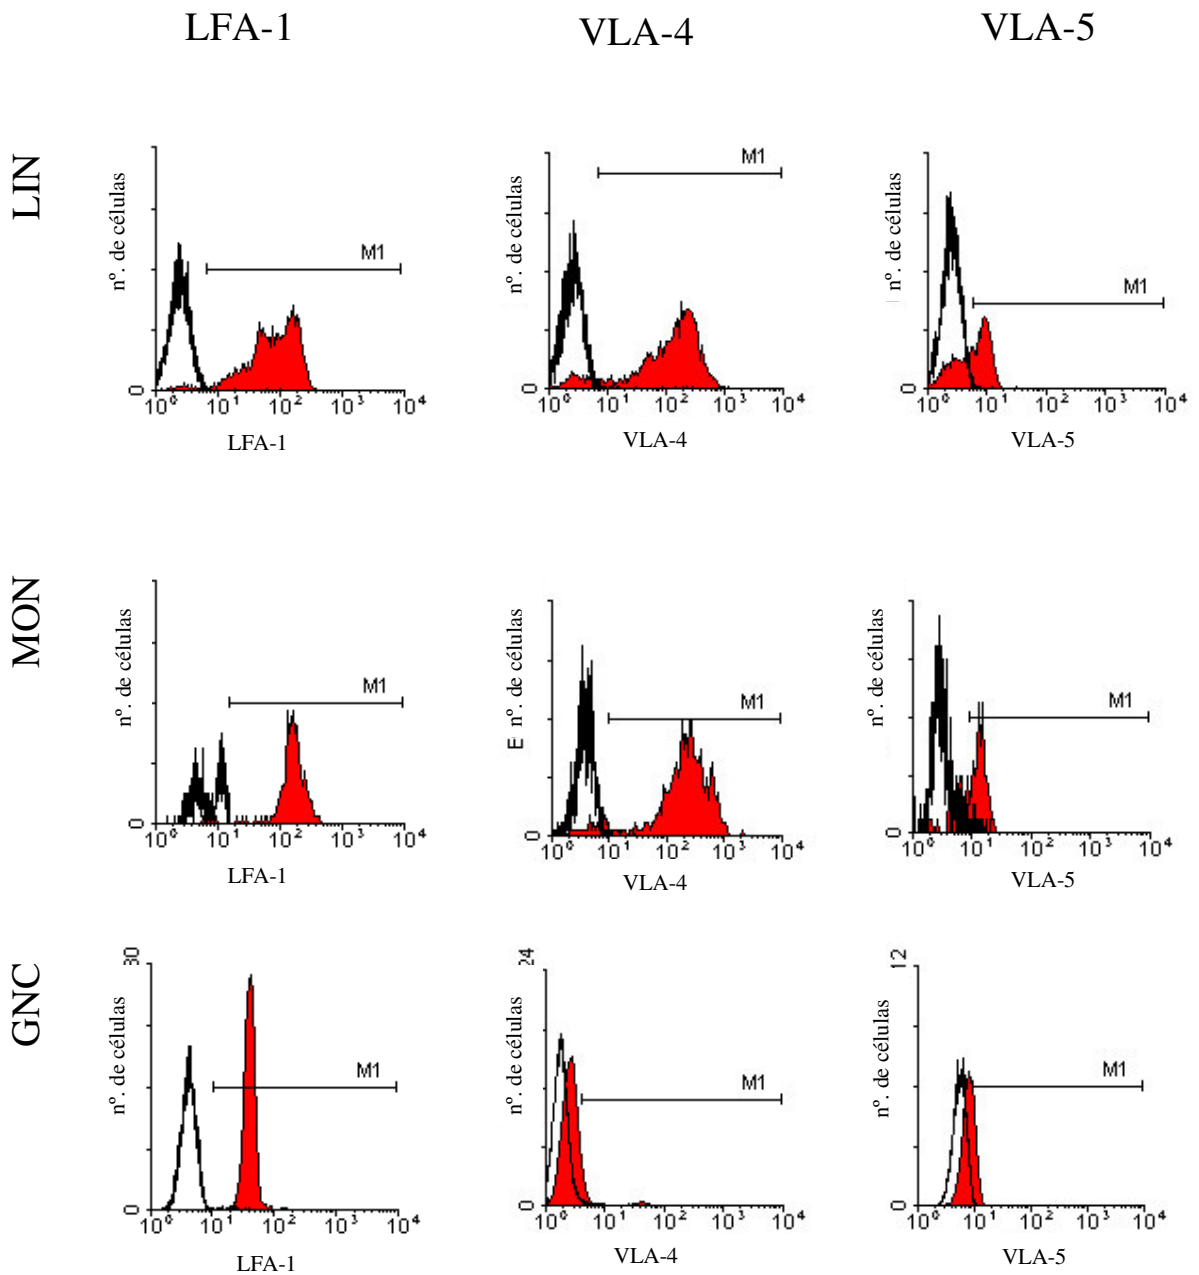 LFA-1 VLA-4 VLA-5
LIN
nº. de células
M1
0
10⁰ 10¹ 10² 10³ 10⁴
LFA-1
nº. de células
M1
0
10⁰ 10¹ 10² 10³ 10⁴
VLA-4
nº. de células
M1
0
10⁰ 10¹ 10² 10³ 10⁴
VLA-5
MON
nº. de células
M1
0
10⁰ 10¹ 10² 10³ 10⁴
LFA-1
E nº. de células
M1
0
10⁰ 10¹ 10² 10³ 10⁴
VLA-4
nº. de células
M1
0
10⁰ 10¹ 10² 10³ 10⁴
VLA-5
GNC
nº. de células
M1
0
10⁰ 10¹ 10² 10³ 10⁴
LFA-1
24
nº. de células
M1
0
10⁰ 10¹ 10² 10³ 10⁴
VLA-4
12
nº. de células
M1
0
10⁰ 10¹ 10² 10³ 10⁴
VLA-5